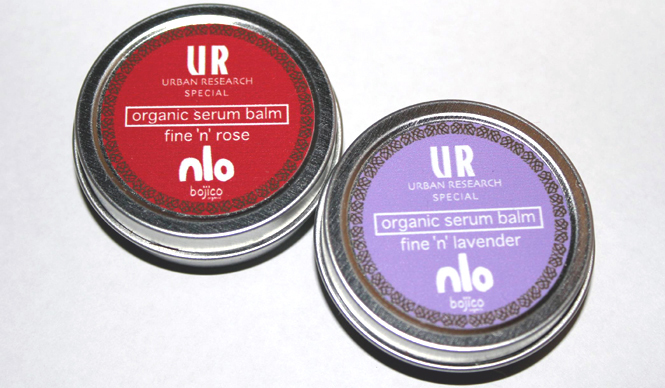 UR
URBAN RESEARCH
SPECIAL
organic serum balm
fine 'n' rose
nlo
bojico
UR
URBAN RESEARCH
SPECIAL
organic serum balm
fine 'n' lavender
nlo
bojico